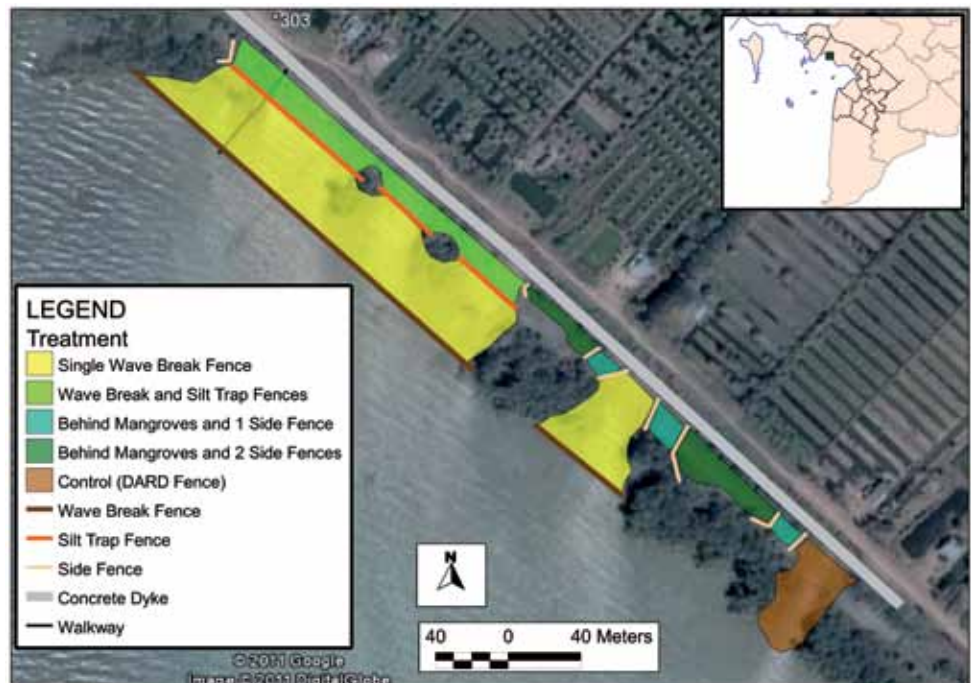 °303
LEGEND
Treatment
Single Wave Break Fence
Wave Break and Silt Trap Fences
Behind Mangroves and 1 Side Fence
Behind Mangroves and 2 Side Fences
Control (DARD Fence)
Wave Break Fence
Silt Trap Fence
Side Fence
Concrete Dyke
Walkway
N
40 0 40 Meters
© 2011 Google
Image © 2011 DigitalGlobe